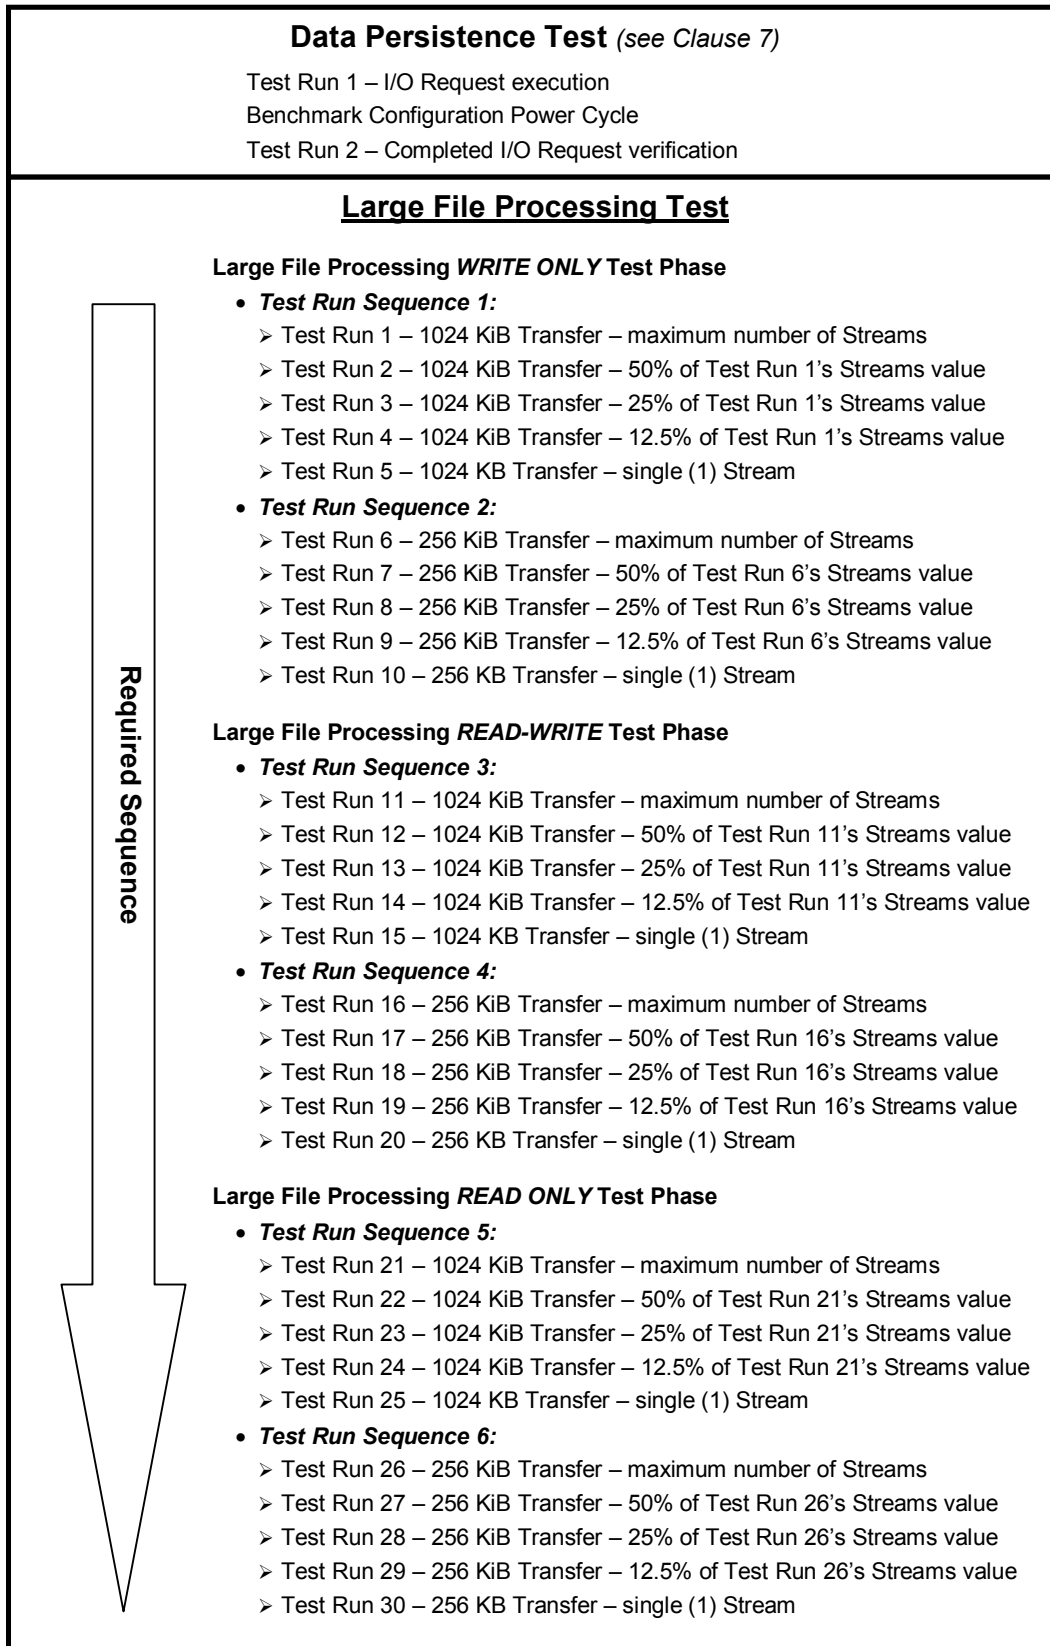 Data Persistence Test (see Clause 7)
Test Run 1 – I/O Request execution
Benchmark Configuration Power Cycle
Test Run 2 – Completed I/O Request verification
Large File Processing Test
Large File Processing WRITE ONLY Test Phase
• Test Run Sequence 1:
➢ Test Run 1 – 1024 KiB Transfer – maximum number of Streams
➢ Test Run 2 – 1024 KiB Transfer – 50% of Test Run 1's Streams value
➢ Test Run 3 – 1024 KiB Transfer – 25% of Test Run 1's Streams value
➢ Test Run 4 – 1024 KiB Transfer – 12.5% of Test Run 1's Streams value
➢ Test Run 5 – 1024 KB Transfer – single (1) Stream
• Test Run Sequence 2:
➢ Test Run 6 – 256 KiB Transfer – maximum number of Streams
➢ Test Run 7 – 256 KiB Transfer – 50% of Test Run 6's Streams value
➢ Test Run 8 – 256 KiB Transfer – 25% of Test Run 6's Streams value
➢ Test Run 9 – 256 KiB Transfer – 12.5% of Test Run 6's Streams value
➢ Test Run 10 – 256 KB Transfer – single (1) Stream
Required Sequence
Large File Processing READ-WRITE Test Phase
• Test Run Sequence 3:
➢ Test Run 11 – 1024 KiB Transfer – maximum number of Streams
➢ Test Run 12 – 1024 KiB Transfer – 50% of Test Run 11's Streams value
➢ Test Run 13 – 1024 KiB Transfer – 25% of Test Run 11's Streams value
➢ Test Run 14 – 1024 KiB Transfer – 12.5% of Test Run 11's Streams value
➢ Test Run 15 – 1024 KB Transfer – single (1) Stream
• Test Run Sequence 4:
➢ Test Run 16 – 256 KiB Transfer – maximum number of Streams
➢ Test Run 17 – 256 KiB Transfer – 50% of Test Run 16's Streams value
➢ Test Run 18 – 256 KiB Transfer – 25% of Test Run 16's Streams value
➢ Test Run 19 – 256 KiB Transfer – 12.5% of Test Run 16's Streams value
➢ Test Run 20 – 256 KB Transfer – single (1) Stream
Large File Processing READ ONLY Test Phase
• Test Run Sequence 5:
➢ Test Run 21 – 1024 KiB Transfer – maximum number of Streams
➢ Test Run 22 – 1024 KiB Transfer – 50% of Test Run 21's Streams value
➢ Test Run 23 – 1024 KiB Transfer – 25% of Test Run 21's Streams value
➢ Test Run 24 – 1024 KiB Transfer – 12.5% of Test Run 21's Streams value
➢ Test Run 25 – 1024 KB Transfer – single (1) Stream
• Test Run Sequence 6:
➢ Test Run 26 – 256 KiB Transfer – maximum number of Streams
➢ Test Run 27 – 256 KiB Transfer – 50% of Test Run 26's Streams value
➢ Test Run 28 – 256 KiB Transfer – 25% of Test Run 26's Streams value
➢ Test Run 29 – 256 KiB Transfer – 12.5% of Test Run 26's Streams value
➢ Test Run 30 – 256 KB Transfer – single (1) Stream